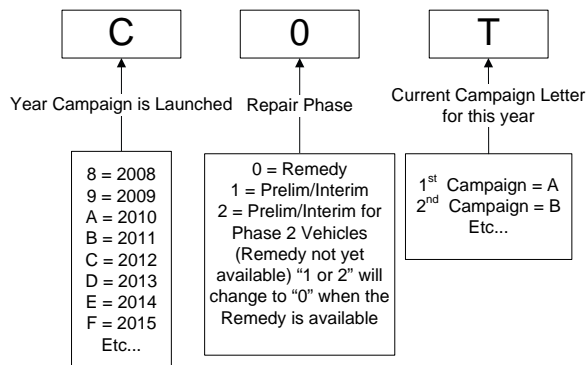 C 0 T
Year Campaign is Launched
Repair Phase
Current Campaign Letter
for this year
8 = 2008
9 = 2009
A = 2010
B = 2011
C = 2012
D = 2013
E = 2014
F = 2015
Etc...
0 = Remedy
1 = Prelim/Interim
2 = Prelim/Interim for
Phase 2 Vehicles
(Remedy not yet
available) “1 or 2” will
change to “0” when the
Remedy is available
1st Campaign = A
2nd Campaign = B
Etc...